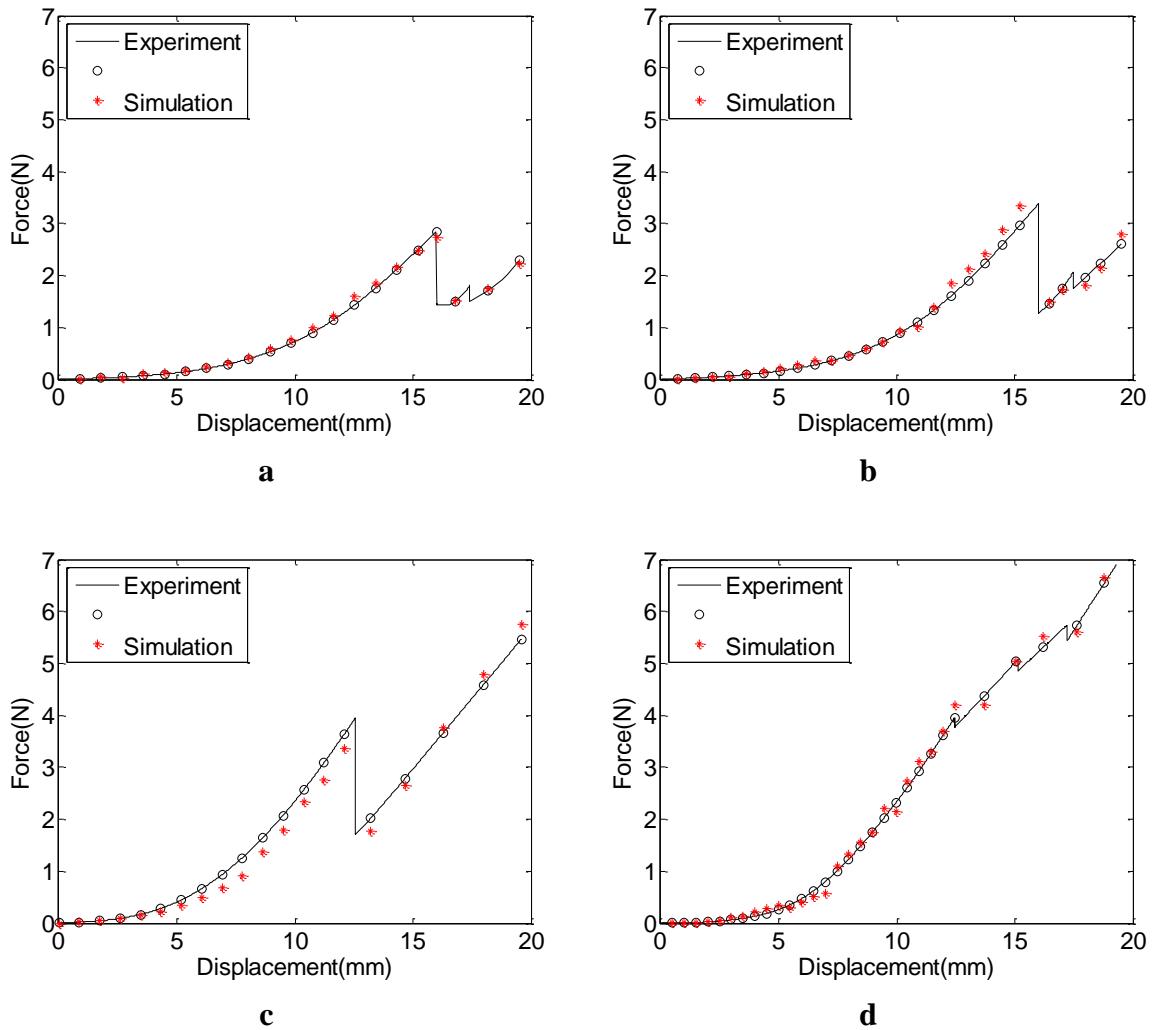 7
6
5
4
3
2
1
0
Force(N)
Experiment
Simulation
0 5 10 15 20
Displacement(mm)
a
7
6
5
4
3
2
1
0
Force(N)
Experiment
Simulation
0 5 10 15 20
Displacement(mm)
b
7
6
5
4
3
2
1
0
Force(N)
Experiment
Simulation
0 5 10 15 20
Displacement(mm)
c
7
6
5
4
3
2
1
0
Force(N)
Experiment
Simulation
0 5 10 15 20
Displacement(mm)
d